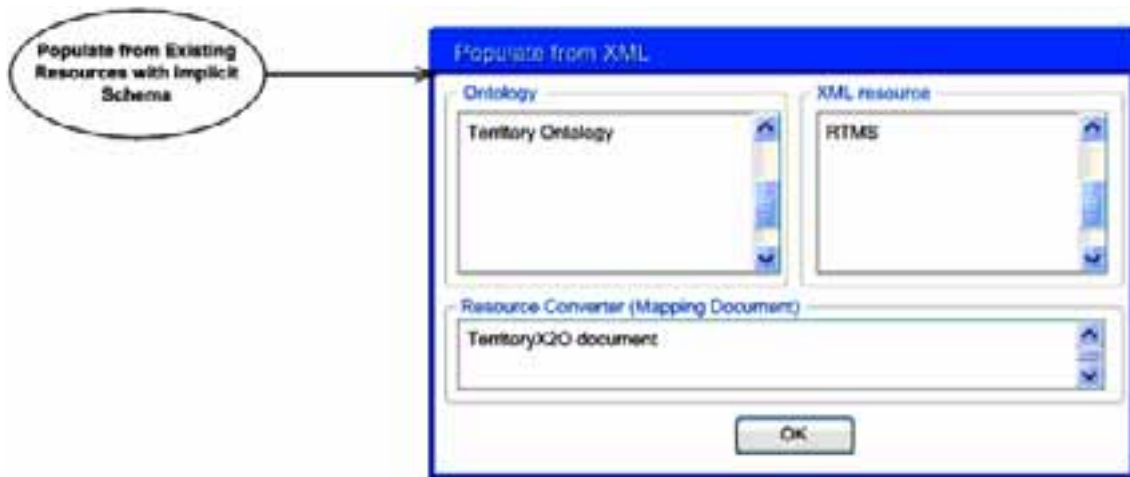 Populate from Existing
Resources with Implicit
Schema
Populate from XML
Ontology
XML resource
Territory Ontology
RTMS
Resource Converter (Mapping Document)
TerritoryX2O document
OK